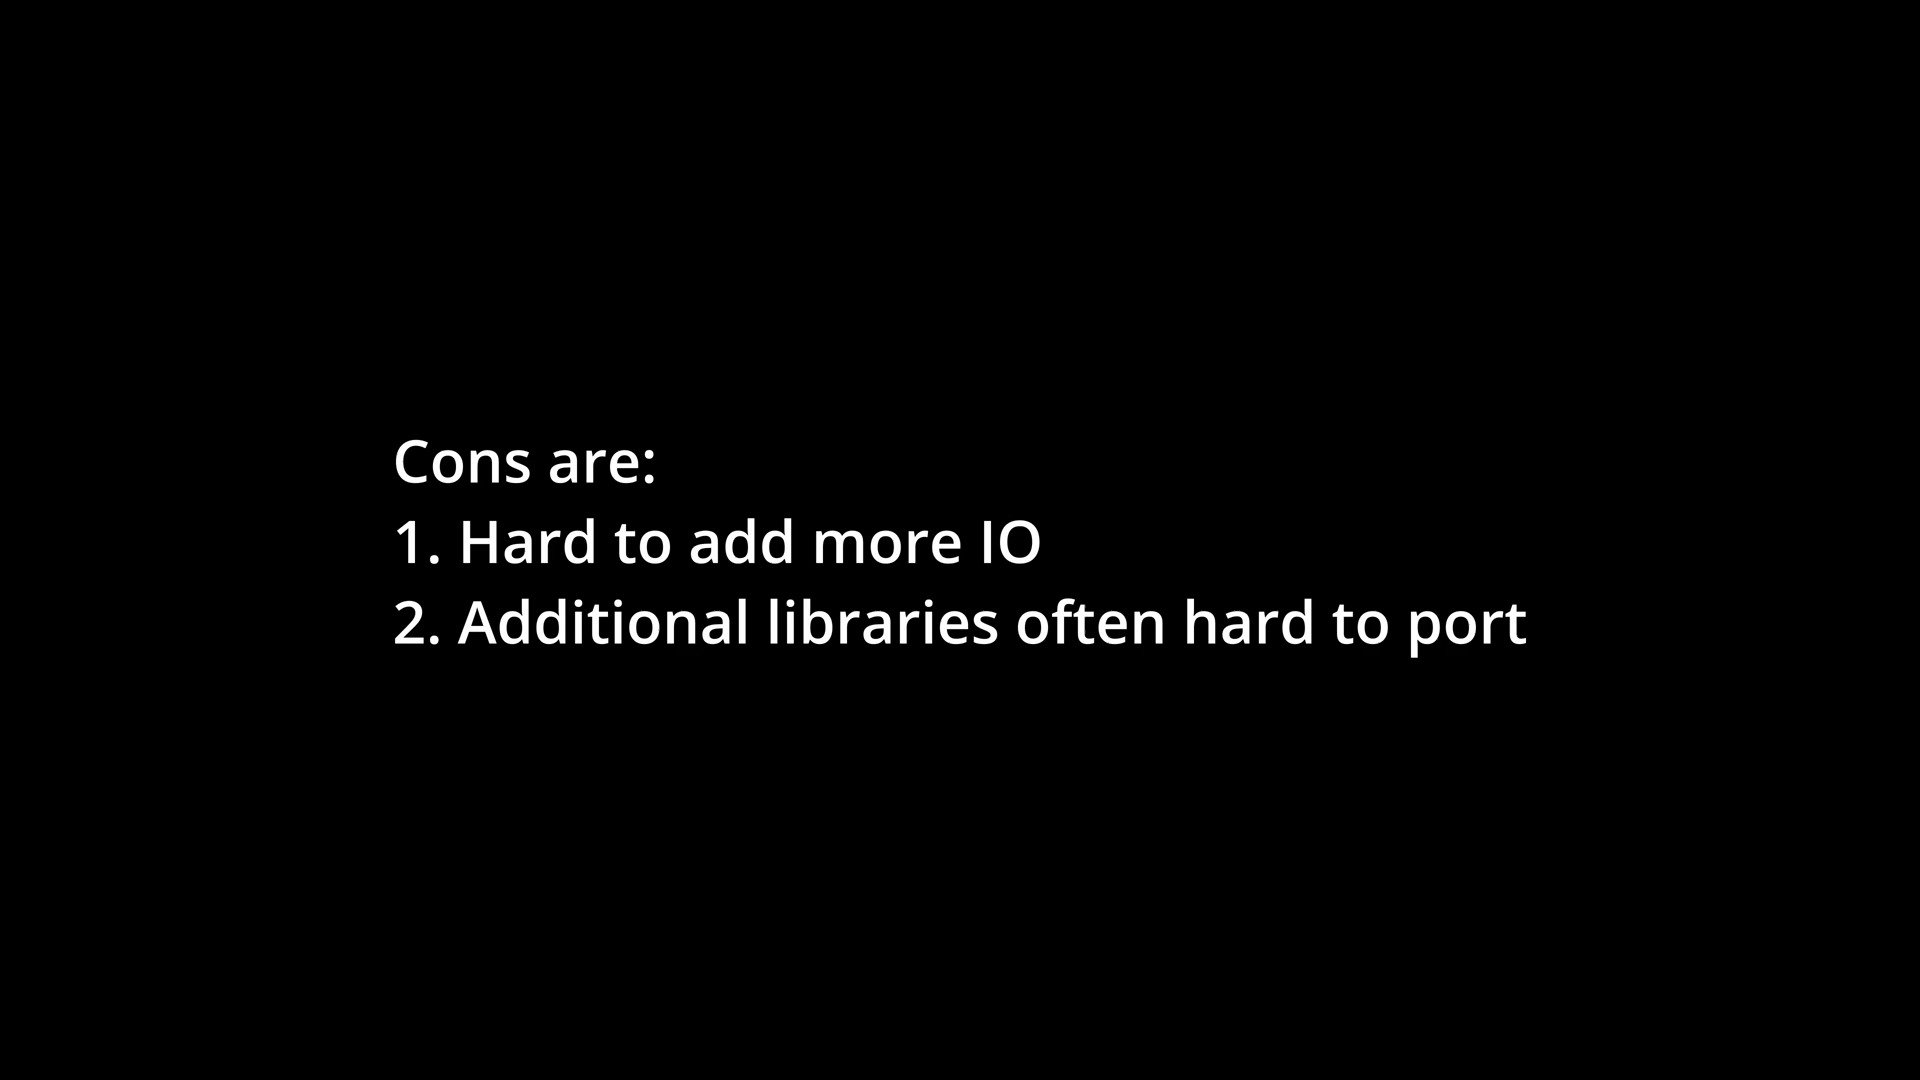 Cons are:
1. Hard to add more IO
2. Additional libraries often hard to port